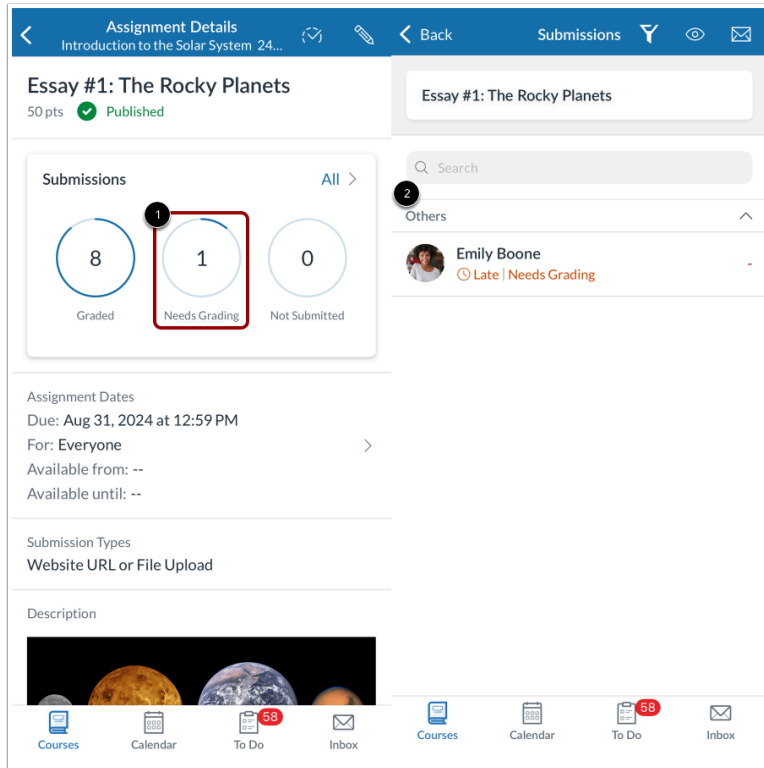 Assignment Details
Introduction to the Solar System 24...
Essay #1: The Rocky Planets
50 pts Published
Submissions All
1
8 1 0
Graded Needs Grading Not Submitted
Assignment Dates
Due: Aug 31, 2024 at 12:59 PM
For: Everyone
Available from: --
Available until: --
Submission Types
Website URL or File Upload
Description
58
Courses Calendar To Do Inbox
Back Submissions
Essay #1: The Rocky Planets
Search
2
Others
Emily Boone
Late | Needs Grading
-
58
Courses Calendar To Do Inbox